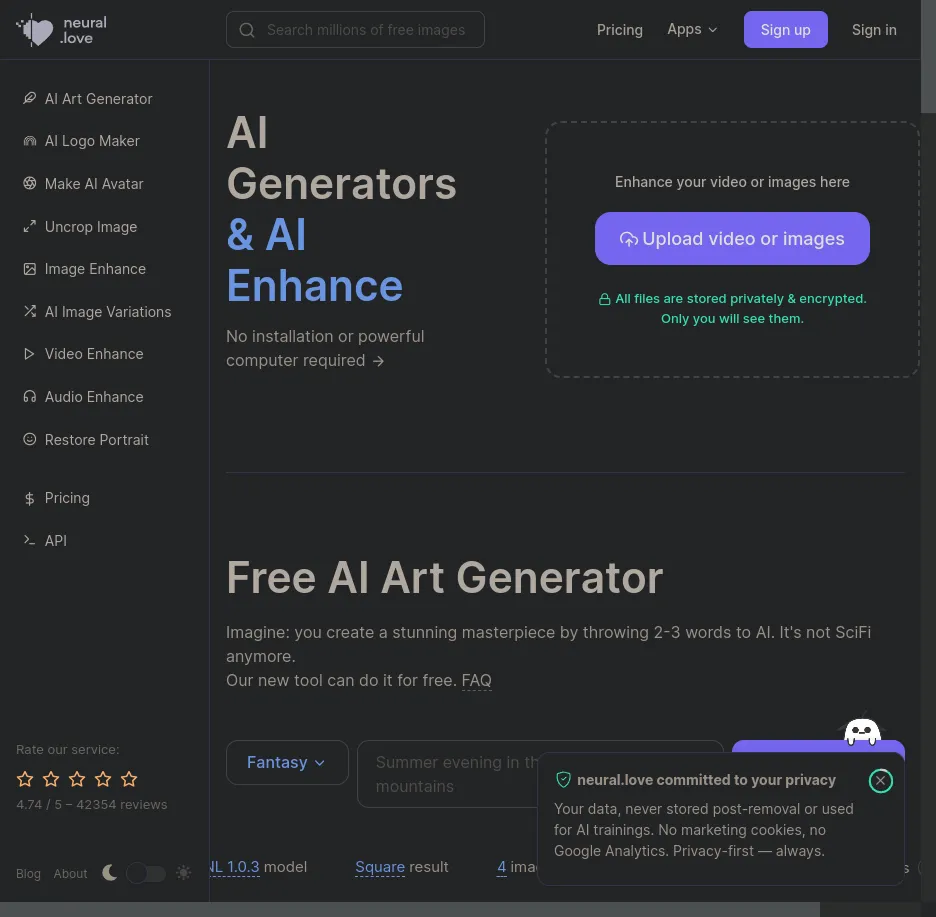 neural
.love
Search millions of free images
Pricing
Apps
Sign up
Sign in
AI Art Generator
AI Logo Maker
Make AI Avatar
Uncrop Image
Image Enhance
AI Image Variations
Video Enhance
Audio Enhance
Restore Portrait
Pricing
API
Rate our service:
4.74 / 5 – 42354 reviews
Blog
About
AI
Generators
& AI
Enhance
No installation or powerful
computer required →
Enhance your video or images here
Upload video or images
All files are stored privately & encrypted.
Only you will see them.
Free AI Art Generator
Imagine: you create a stunning masterpiece by throwing 2-3 words to AI. It's not SciFi
anymore.
Our new tool can do it for free. FAQ
Fantasy
Summer evening in th
mountains
NL 1.0.3 model
Square result
4 imag
s
neural.love committed to your privacy
Your data, never stored post-removal or used
for AI trainings. No marketing cookies, no
Google Analytics. Privacy-first — always.